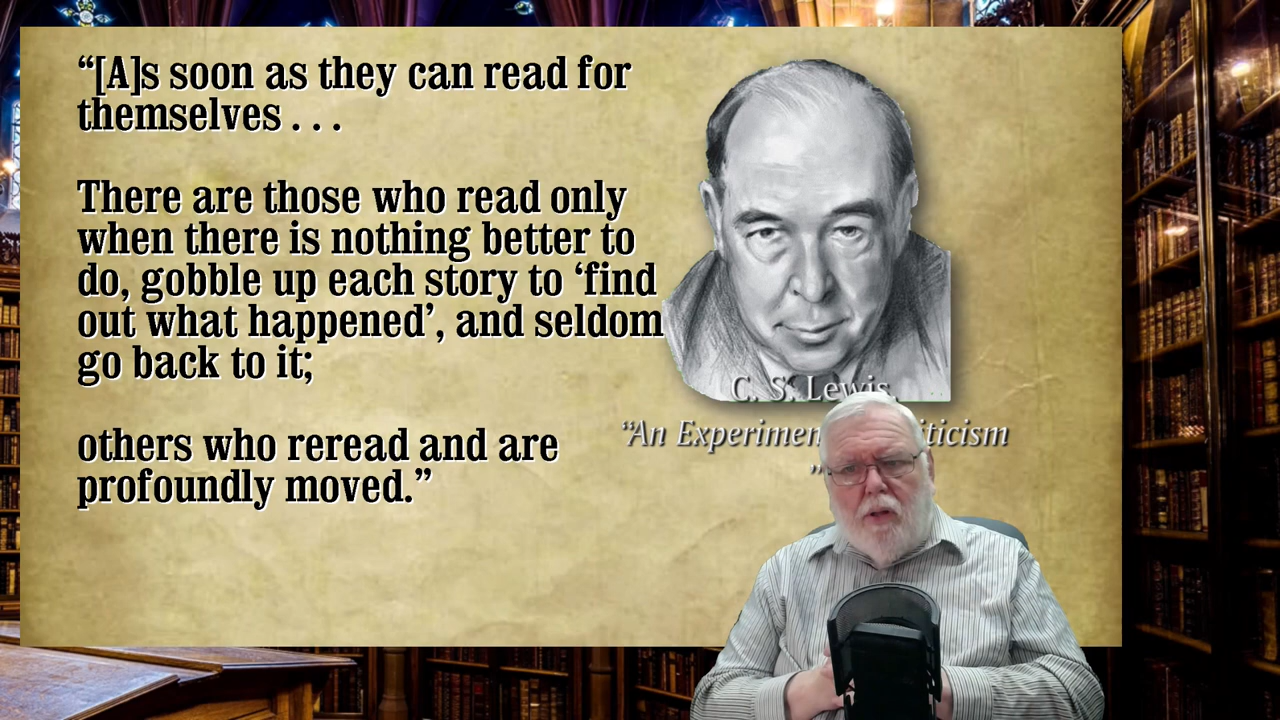 “[A]s soon as they can read for
themselves . . .
There are those who read only
when there is nothing better to
do, gobble up each story to ‘find
out what happened’, and seldom
go back to it;
others who reread and are
profoundly moved.”
C. S. Lewis,
“An Experimen ticism
”